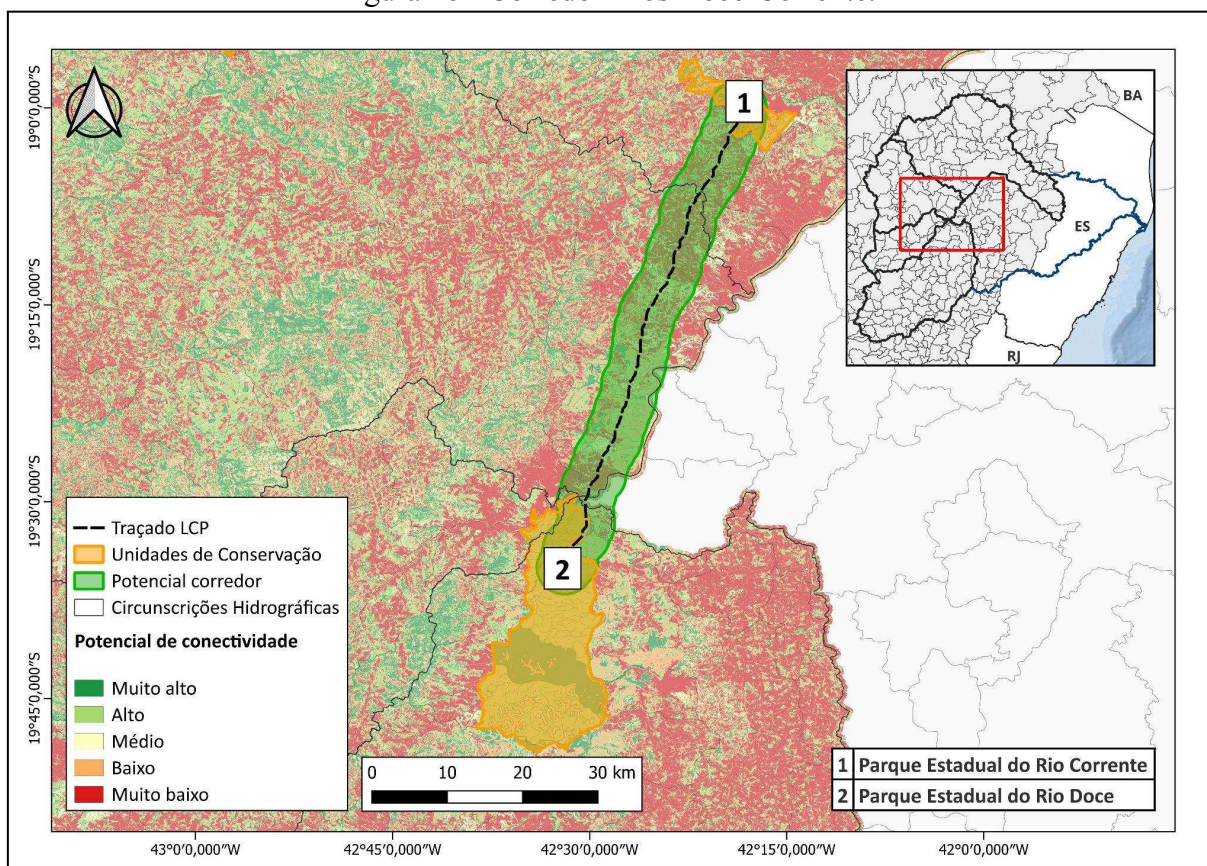 1
BA
ES
RJ
19°0'0,000"S
19°15'0,000"S
19°30'0,000"S
19°45'0,000"S
2
Traçado LCP
Unidades de Conservação
Potencial corredor
Circunscrições Hidrográficas
Potencial de conectividade
Muito alto
Alto
Médio
Baixo
Muito baixo
0 10 20 30 km
1 Parque Estadual do Rio Corrente
2 Parque Estadual do Rio Doce
43°0'0,000"W 42°45'0,000"W 42°30'0,000"W 42°15'0,000"W 42°0'0,000"W